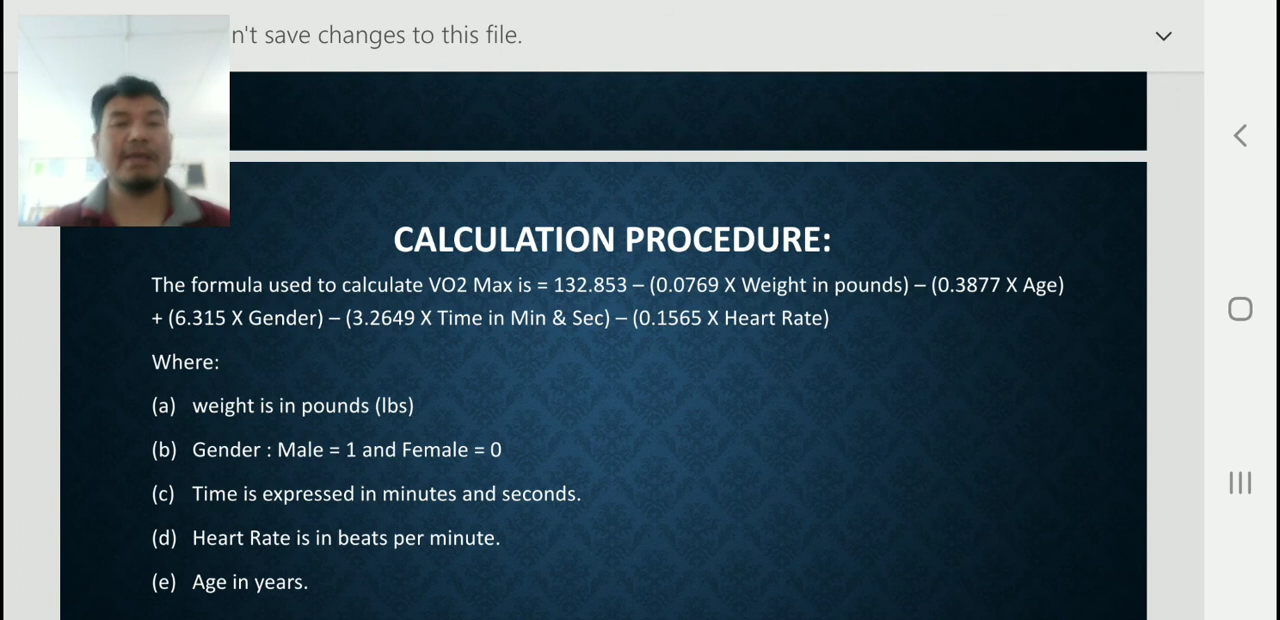 n't save changes to this file.
CALCULATION PROCEDURE:
The formula used to calculate VO2 Max is = 132.853 – (0.0769 X Weight in pounds) – (0.3877 X Age)
+ (6.315 X Gender) – (3.2649 X Time in Min & Sec) – (0.1565 X Heart Rate)
Where:
(a) weight is in pounds (lbs)
(b) Gender : Male = 1 and Female = 0
(c) Time is expressed in minutes and seconds.
(d) Heart Rate is in beats per minute.
(e) Age in years.